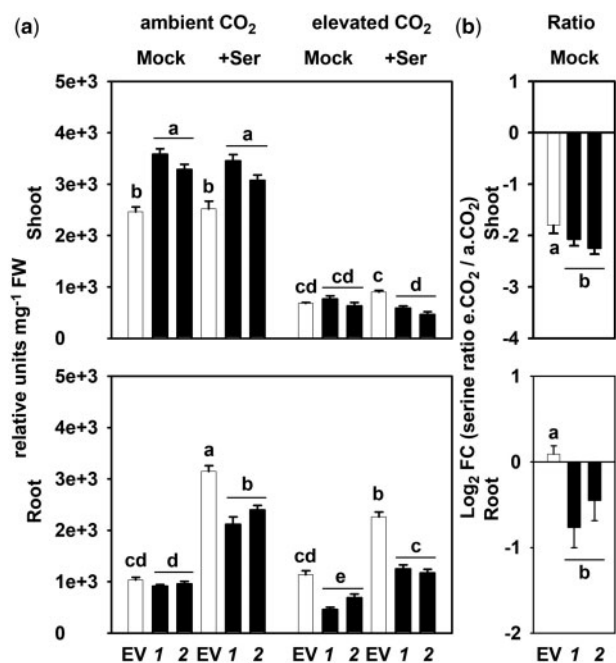 (a) ambient CO₂ elevated CO₂ (b) Ratio
Mock +Ser Mock +Ser Mock
relative units mg⁻¹ FW
Shoot
5e+3
4e+3
3e+3
2e+3
1e+3
0
b a b a cd cd c d
Root
5e+3
4e+3
3e+3
2e+3
1e+3
0
cd d a b cd e b c
EV 1 2 EV 1 2 EV 1 2 EV 1 2
Log₂ FC (serine ratio e.CO₂ / a.CO₂)
Shoot
1
0
-1
-2
-3
-4
a b
Root
1
0
-1
-2
a b
EV 1 2